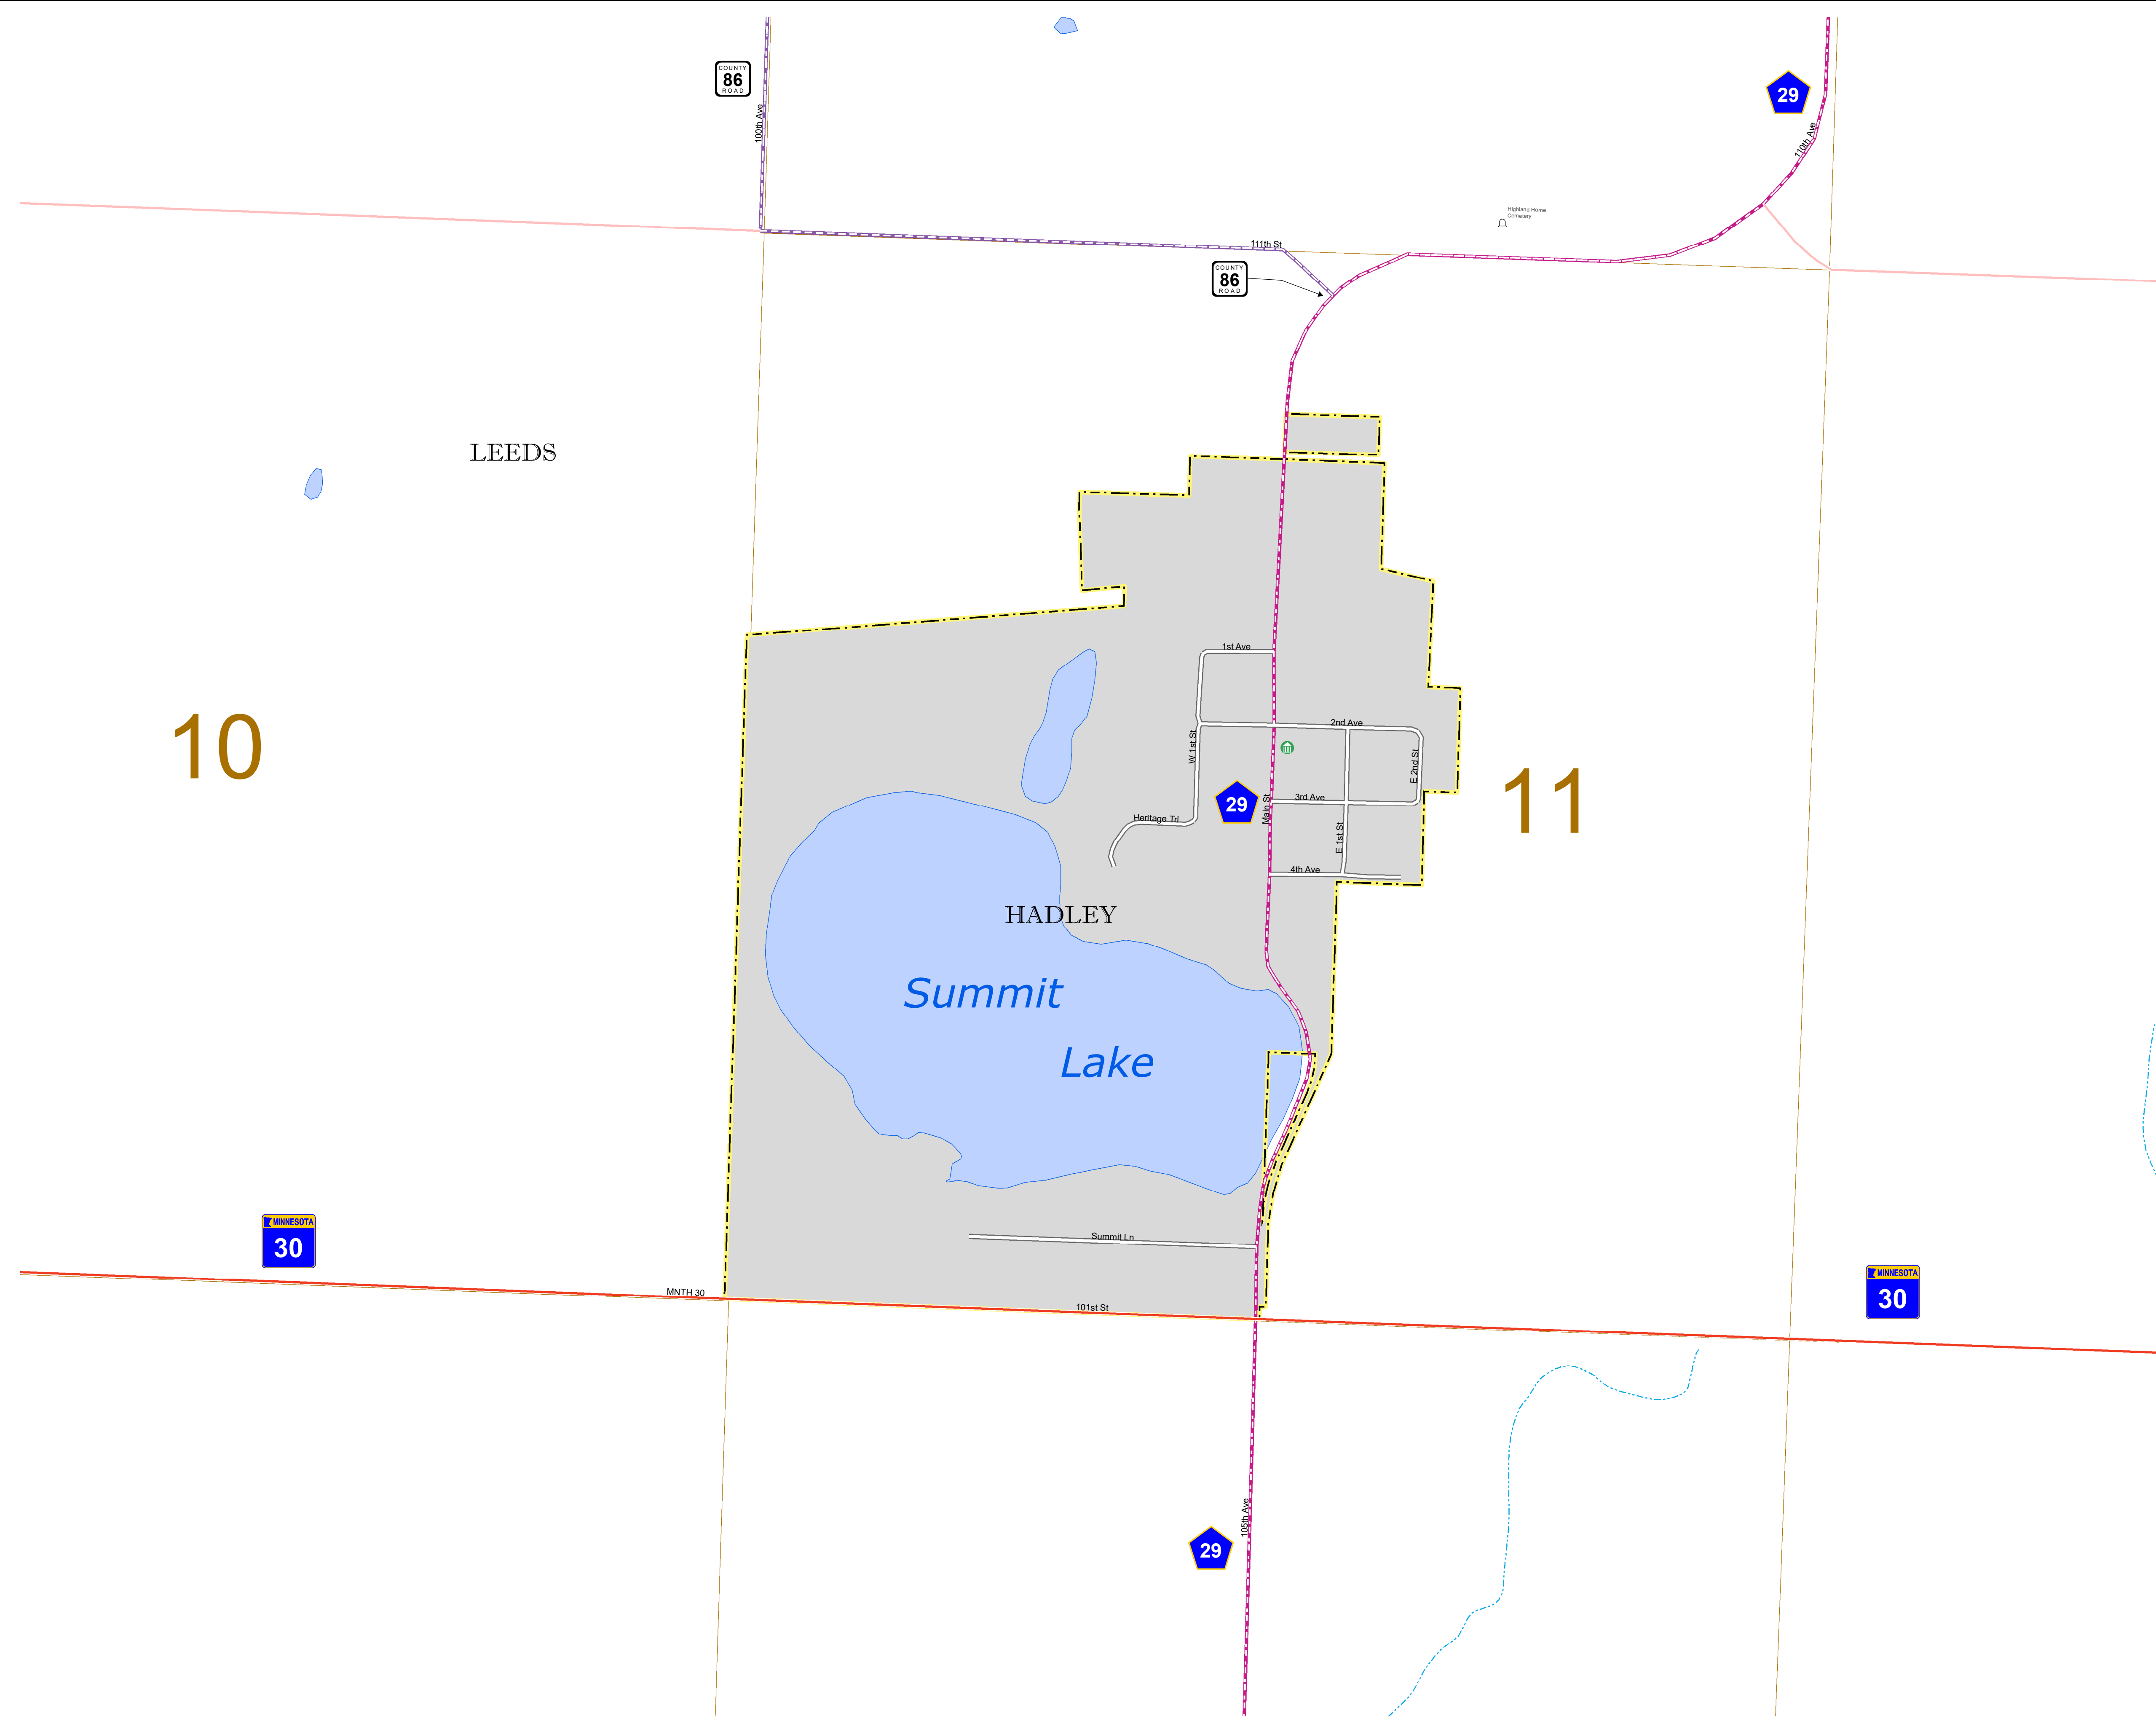 COUNTY
86
ROAD
100th Ave
29
110th Ave
Highland Home
Cemetery
111th St
COUNTY
86
ROAD
LEEDS
1st Ave
10
2nd Ave
W 1st St
E 2nd St
11
29
Main St
3rd Ave
Heritage Trl
E 1st St
4th Ave
HADLEY
Summit
Lake
MINNESOTA
30
Summit Ln
MINNESOTA
30
MNTH 30
101st St
105th Ave
29